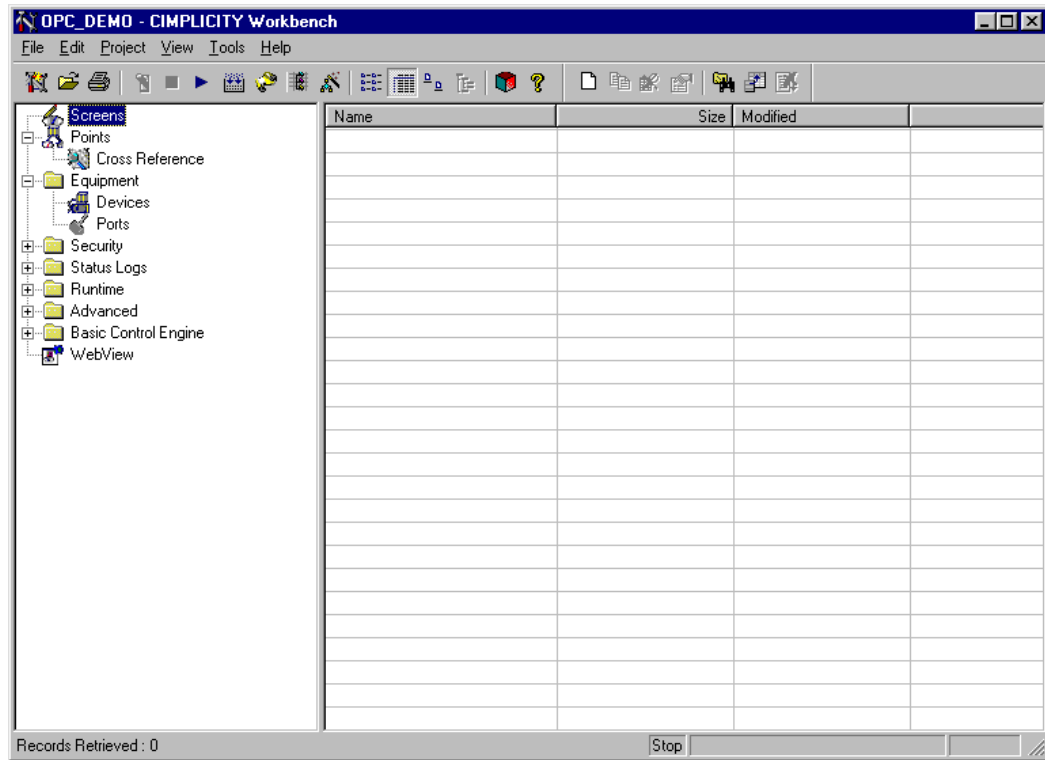 OPC_DEMO - CIMPLICITY Workbench
File Edit Project View Tools Help
Screens
Points
Cross Reference
Equipment
Devices
Ports
Security
Status Logs
Runtime
Advanced
Basic Control Engine
WebView
Name Size Modified
Records Retrieved : 0 Stop